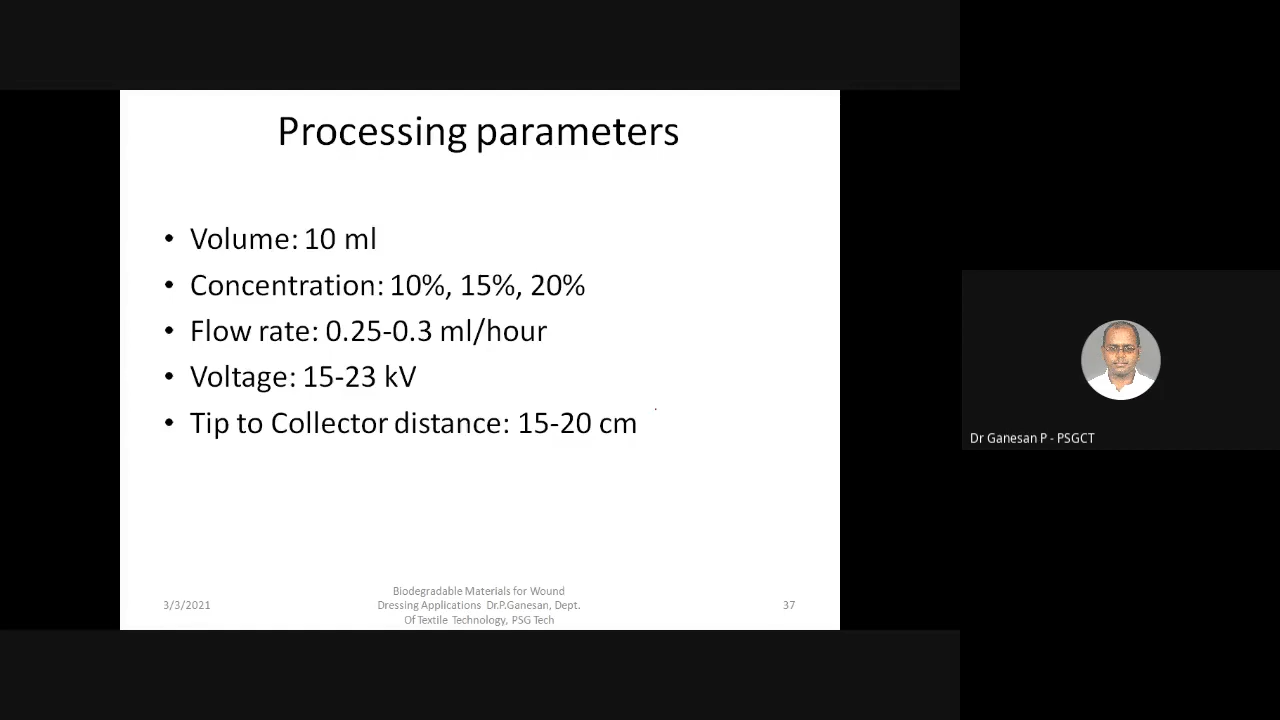 Processing parameters
• Volume: 10 ml
• Concentration: 10%, 15%, 20%
• Flow rate: 0.25-0.3 ml/hour
• Voltage: 15-23 kV
• Tip to Collector distance: 15-20 cm
Dr Ganesan P - PSGCT
Biodegradable Materials for Wound
3/3/2021 Dressing Applications Dr.P.Ganesan, Dept. 37
Of Textile Technology, PSG Tech